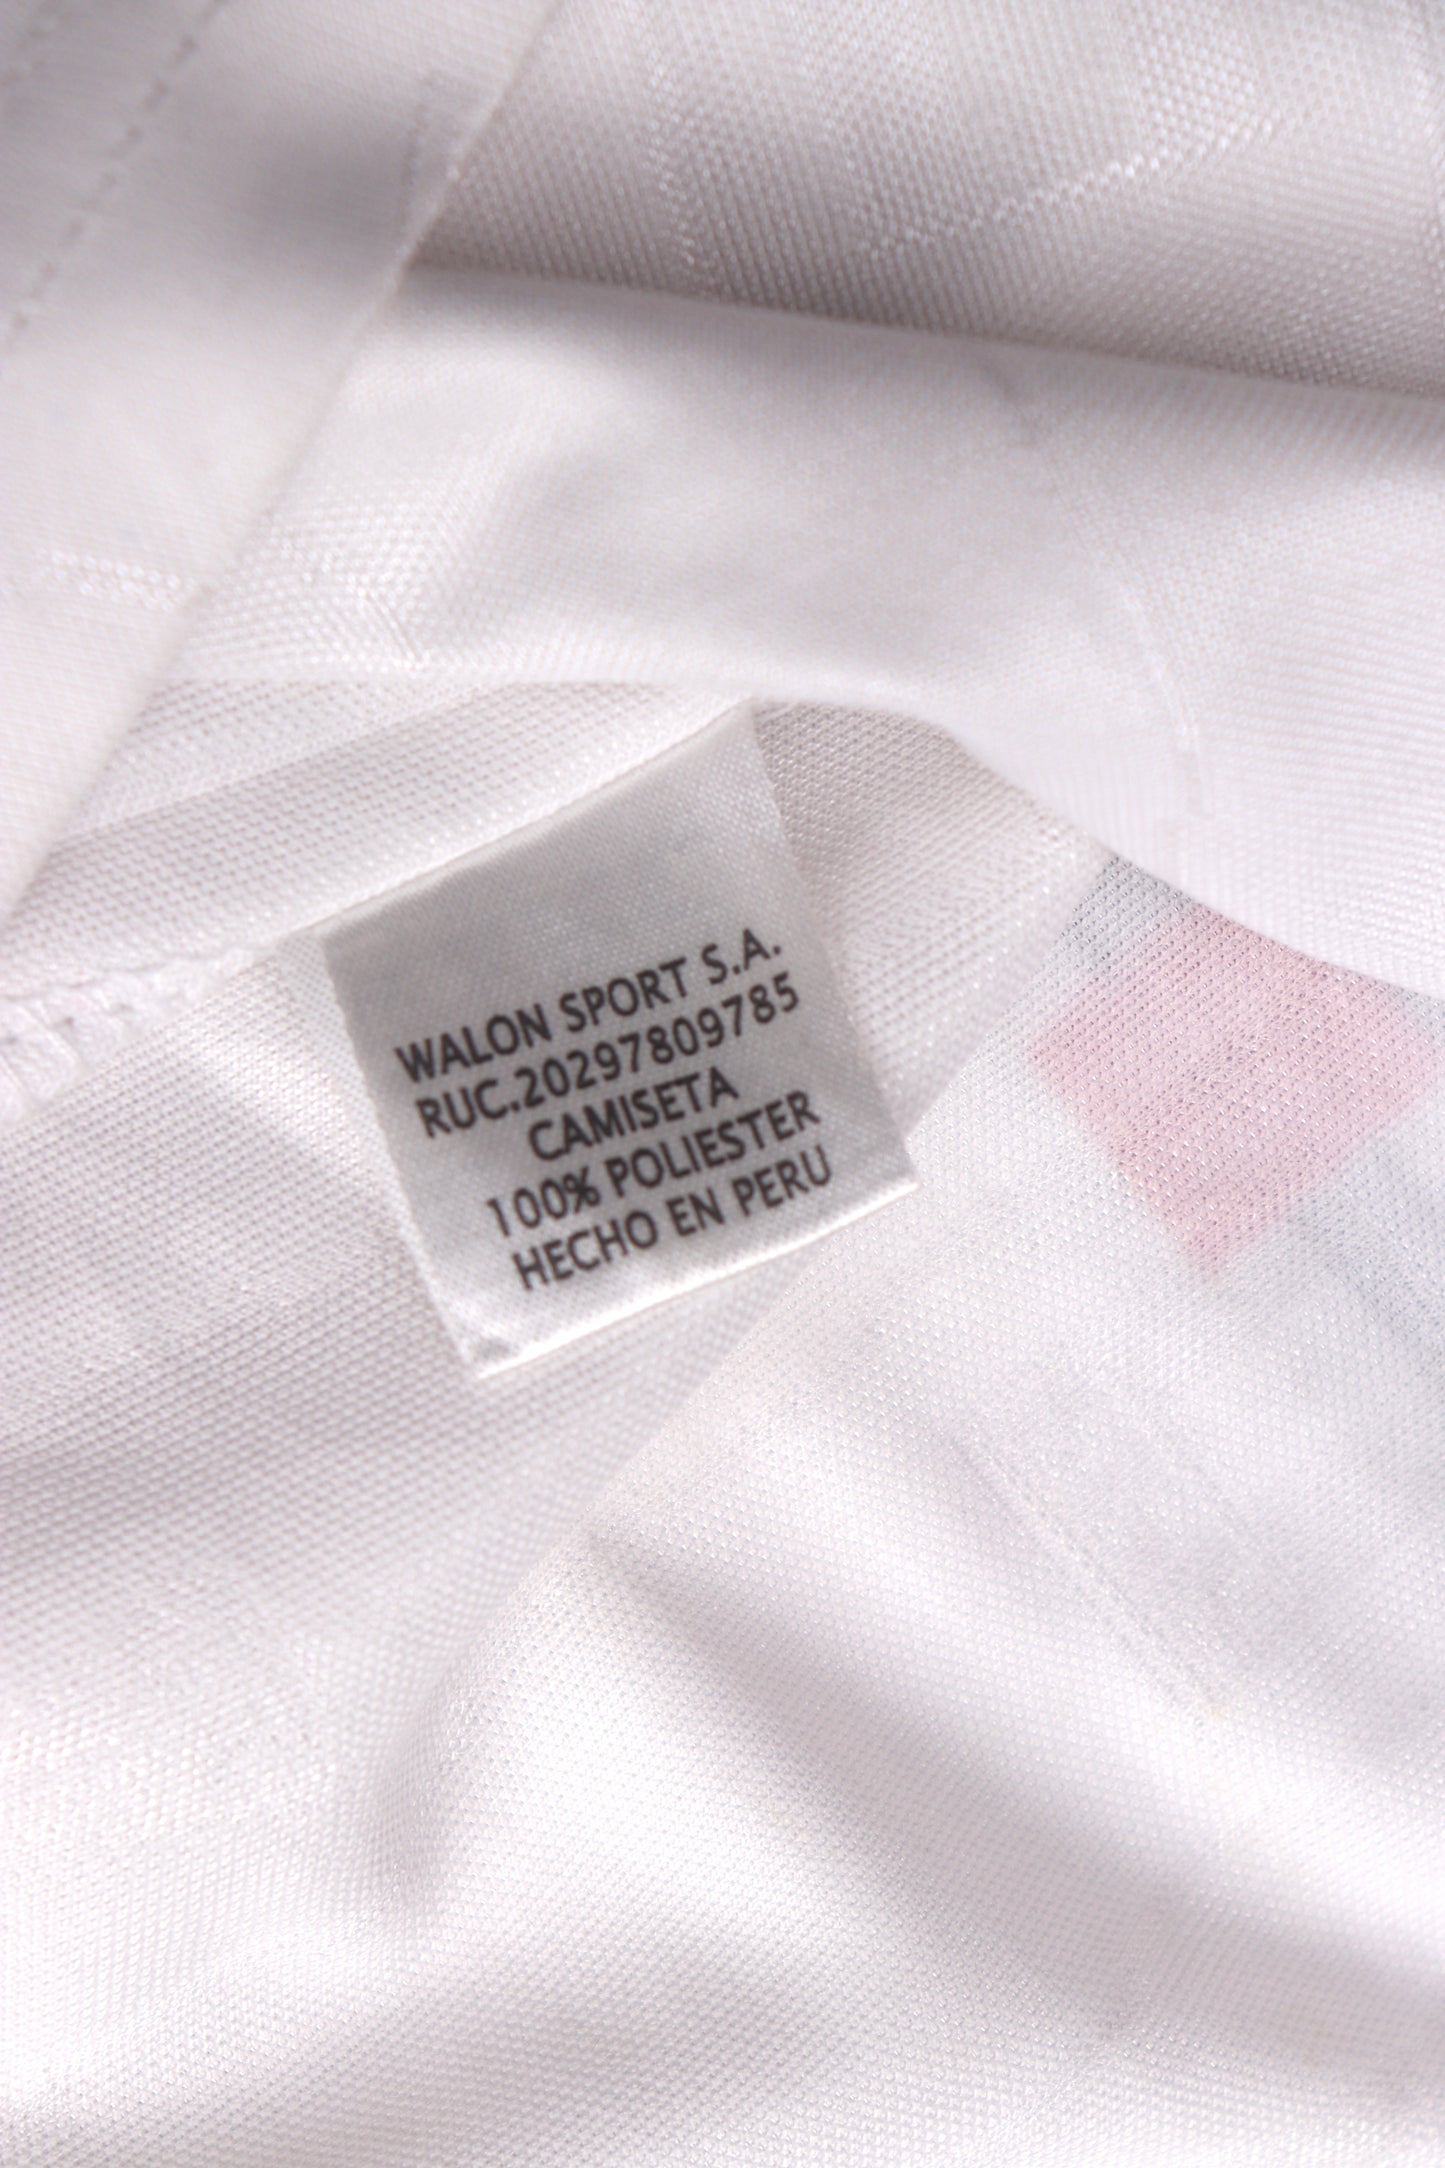 WALON SPORT S.A.
RUC.20297809785
CAMISETA
100% POLIESTER
HECHO EN PERU